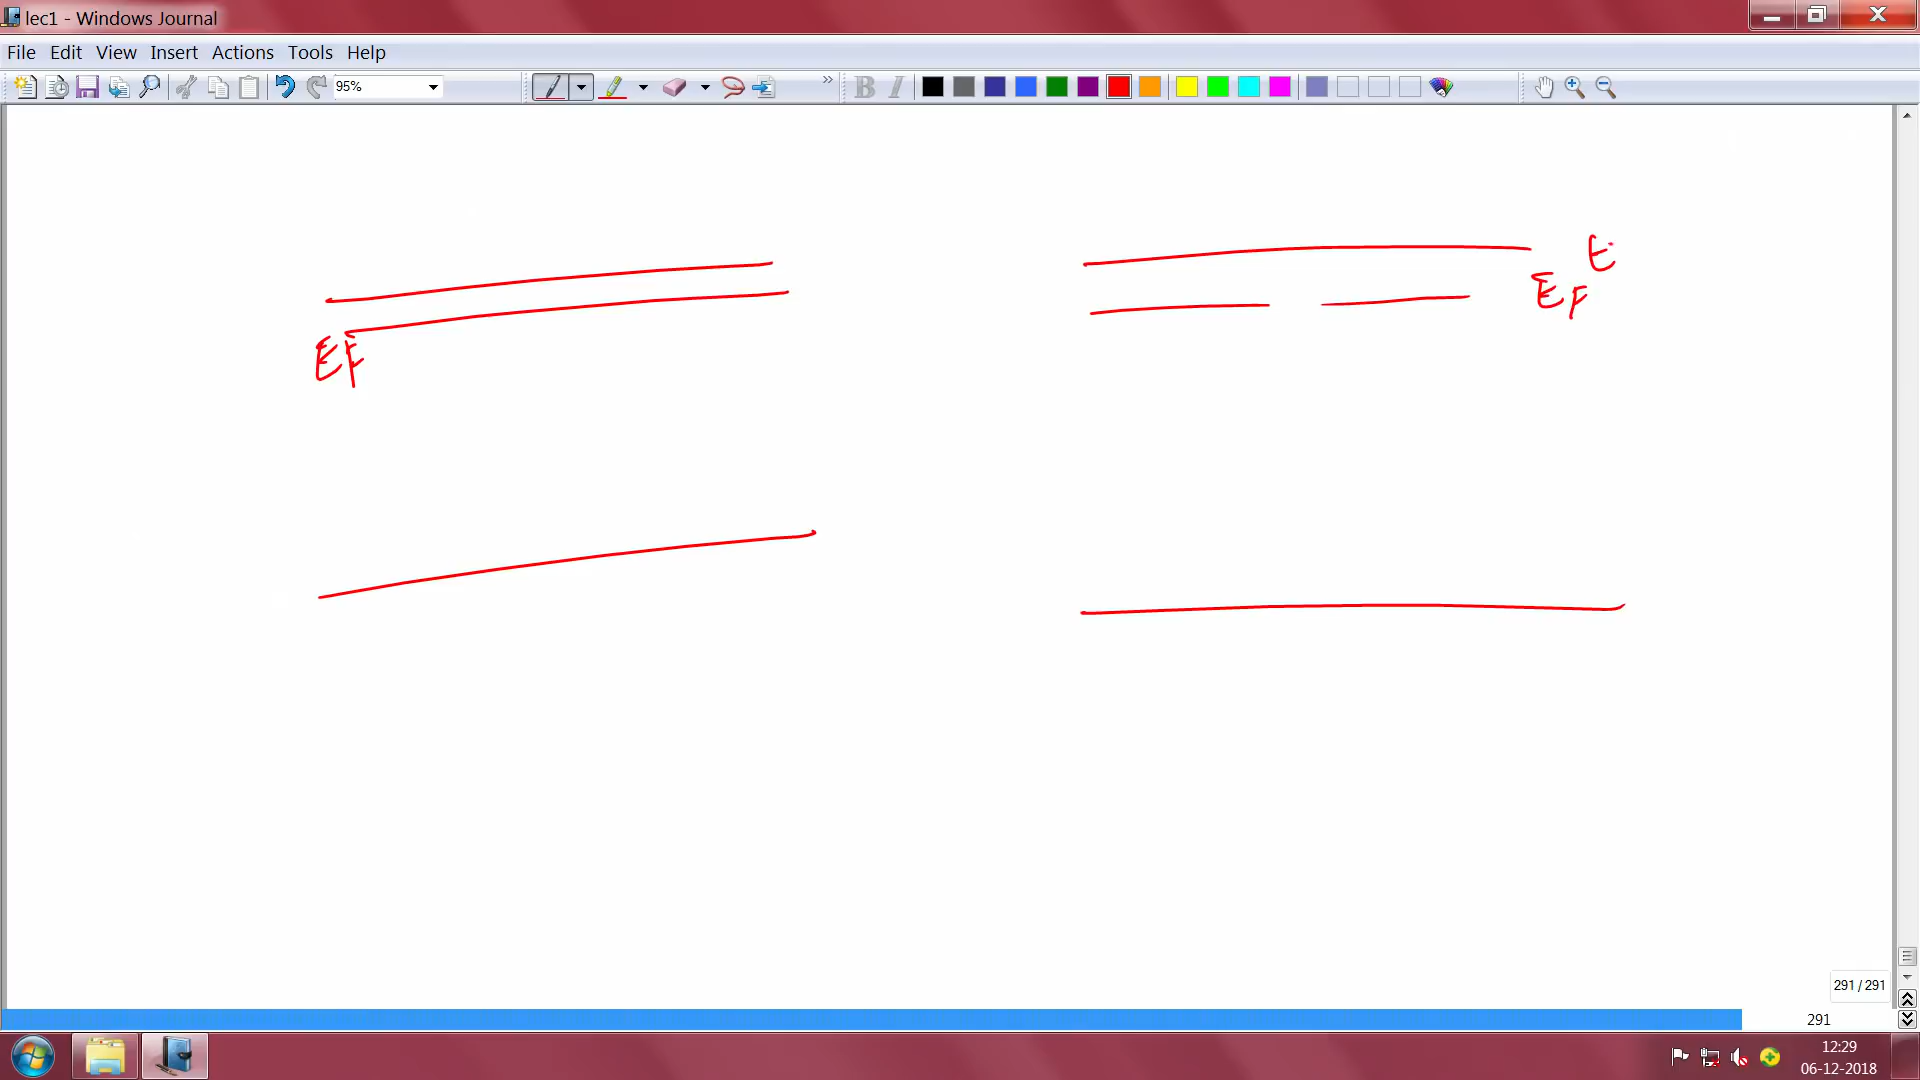 lec1 - Windows Journal
File Edit View Insert Actions Tools Help
95%
B I
E
EF
EF
291 / 291
291
12:29
06-12-2018